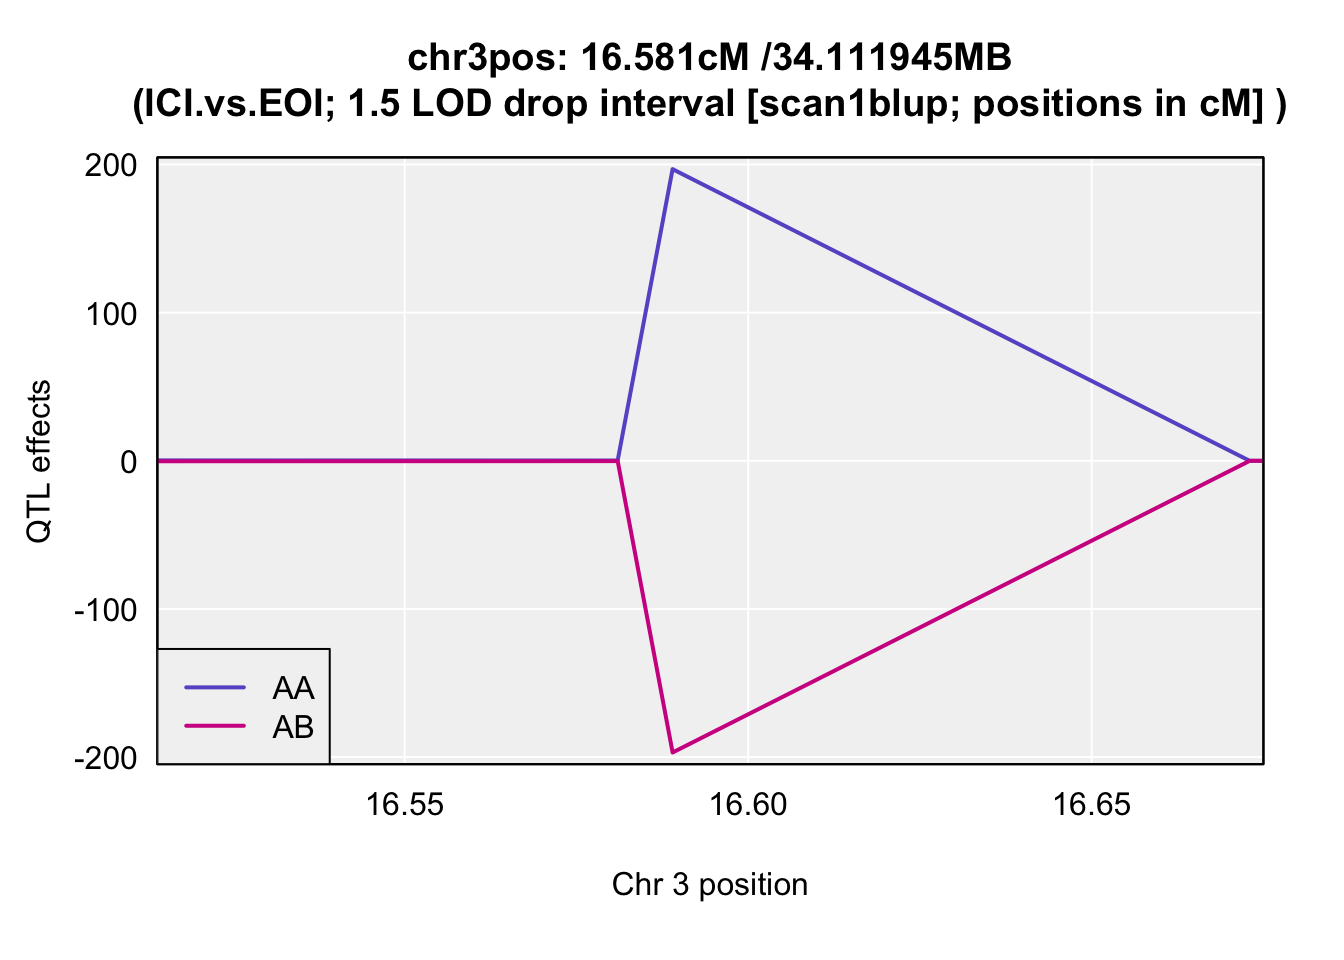 chr3pos: 16.581cM /34.111945MB
(ICI.vs.EOI; 1.5 LOD drop interval [scan1blup; positions in cM] )
200
100
0
-100
-200
QTL effects
AA
AB
16.55 16.60 16.65
Chr 3 position